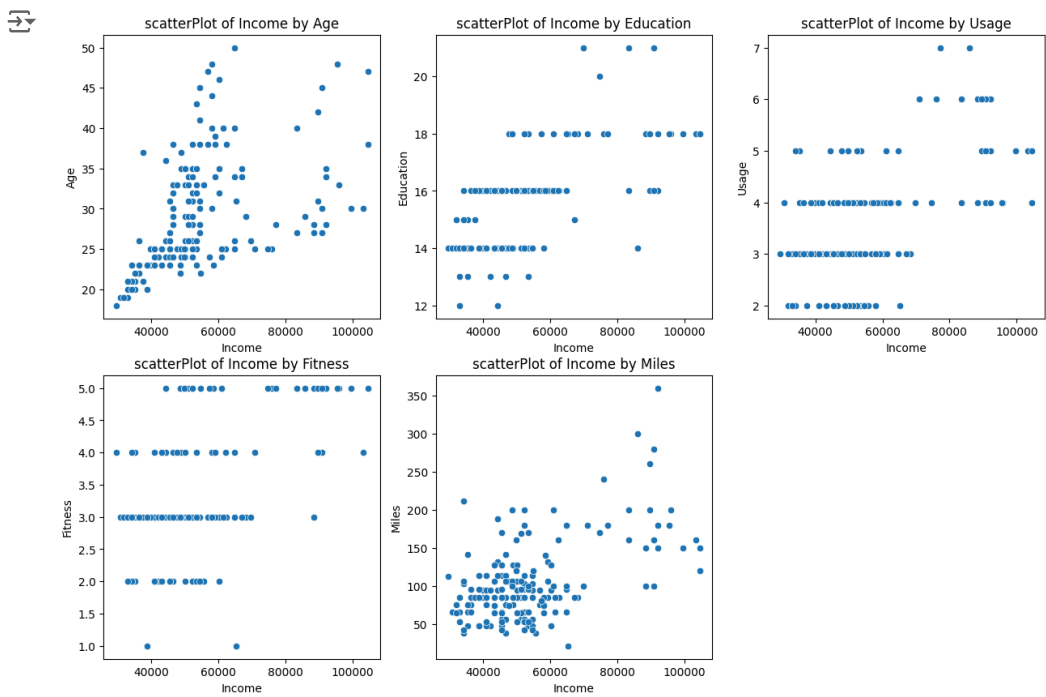 scatterPlot of Income by Age
50
45
40
35
30
25
20
Age
40000 60000 80000 100000
Income
scatterPlot of Income by Education
20
18
16
14
12
Education
40000 60000 80000 100000
Income
scatterPlot of Income by Usage
7
6
5
4
3
2
Usage
40000 60000 80000 100000
Income
scatterPlot of Income by Fitness
5.0
4.5
4.0
3.5
3.0
2.5
2.0
1.5
1.0
Fitness
40000 60000 80000 100000
Income
scatterPlot of Income by Miles
350
300
250
200
150
100
50
Miles
40000 60000 80000 100000
Income